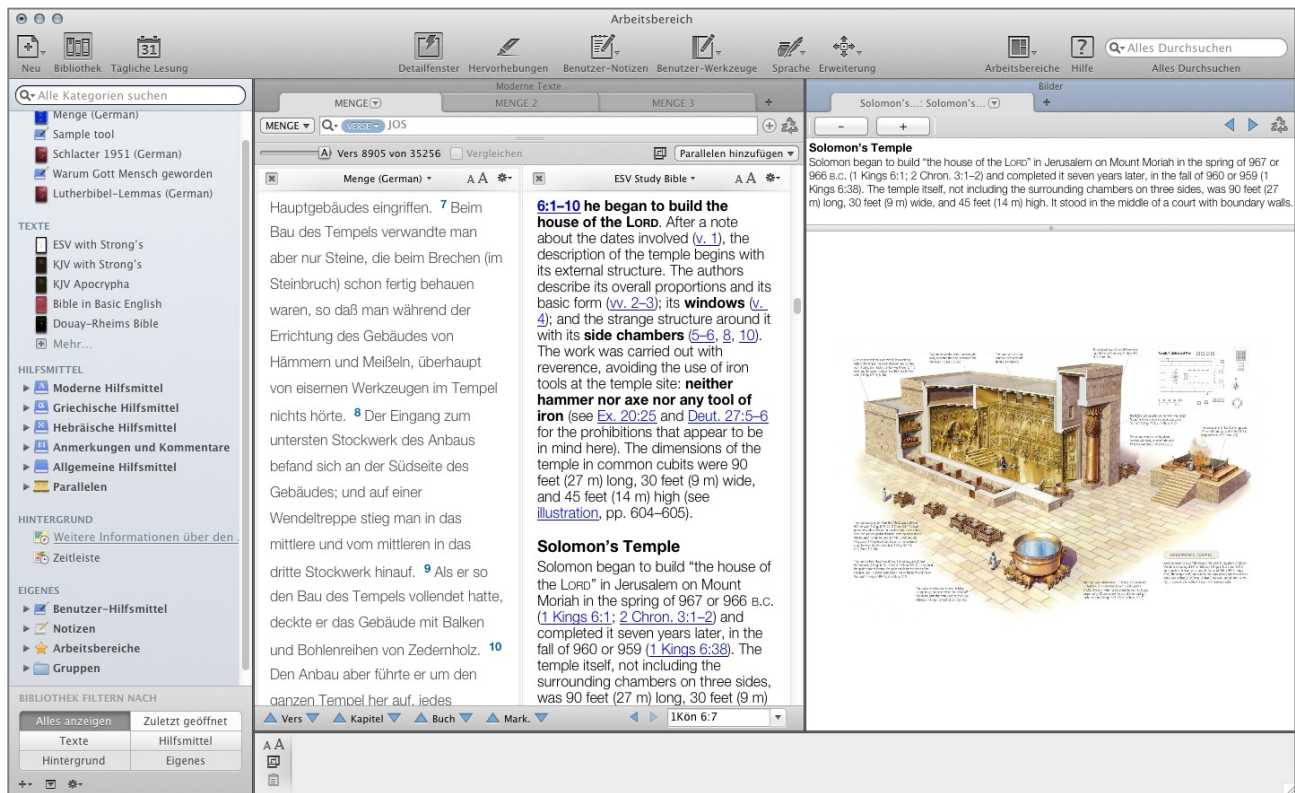 Arbeitsbereich
Neu
Bibliothek
31
Tägliche Lesung
Detailfenster
Hervorhebungen
Benutzer-Notizen
Benutzer-Werkzeuge
Sprache
Erweiterung
Arbeitsbereiche
?
Hilfe
Alles Durchsuchen
Alles Durchsuchen
Alle Kategorien suchen
Menge (German)
Sample tool
Schlacter 1951 (German)
Warum Gott Mensch geworden
Lutherbibel-Lemmas (German)
TEXTE
ESV with Strong's
KJV with Strong's
KJV Apocrypha
Bible in Basic English
Douay-Rheims Bible
Mehr...
HILFSMITTEL
Moderne Hilfsmittel
Griechische Hilfsmittel
Hebräische Hilfsmittel
Anmerkungen und Kommentare
Allgemeine Hilfsmittel
Parallelen
HINTERGRUND
Weitere Informationen über den
Zeitleiste
EIGENES
Benutzer-Hilfsmittel
Notizen
Arbeitsbereiche
Gruppen
BIBLIOTHEK FILTERN NACH
Alles anzeigen
Zuletzt geöffnet
Texte
Hilfsmittel
Hintergrund
Eigenes
Moderne Texte
MENGE
MENGE 2
MENGE 3
+
MENGE
VERSE
JOS
A
Vers 8905 von 35256
Vergleichen
Parallelen hinzufügen
Menge (German)
A A
Hauptgebäudes eingriffen. 7 Beim
Bau des Tempels verwandte man
aber nur Steine, die beim Brechen (im
Steinbruch) schon fertig behauen
waren, so daß man während der
Errichtung des Gebäudes von
Hämmern und Meißeln, überhaupt
von eisernen Werkzeugen im Tempel
nichts hörte. 8 Der Eingang zum
untersten Stockwerk des Anbaus
befand sich an der Südseite des
Gebäudes; und auf einer
Wendeltreppe stieg man in das
mittlere und vom mittleren in das
dritte Stockwerk hinauf. 9 Als er so
den Bau des Tempels vollendet hatte,
deckte er das Gebäude mit Balken
und Bohlenreihen von Zedernholz. 10
Den Anbau aber führte er um den
ganzen Tempel her auf, jedes
ESV Study Bible
A A
6:1–10 he began to build the
house of the LORD. After a note
about the dates involved (v. 1), the
description of the temple begins with
its external structure. The authors
describe its overall proportions and its
basic form (vv. 2–3); its windows (v.
4); and the strange structure around it
with its side chambers (5–6, 8, 10).
The work was carried out with
reverence, avoiding the use of iron
tools at the temple site: neither
hammer nor axe nor any tool of
iron (see Ex. 20:25 and Deut. 27:5–6
for the prohibitions that appear to be
in mind here). The dimensions of the
temple in common cubits were 90
feet (27 m) long, 30 feet (9 m) wide,
and 45 feet (14 m) high (see
illustration, pp. 604–605).
Solomon's Temple
Solomon began to build “the house of
the LORD” in Jerusalem on Mount
Moriah in the spring of 967 or 966 B.C.
(1 Kings 6:1; 2 Chron. 3:1–2) and
completed it seven years later, in the
fall of 960 or 959 (1 Kings 6:38). The
temple itself, not including the
surrounding chambers on three sides,
was 90 feet (27 m) long, 30 feet (9 m)
Vers
Kapitel
Buch
Mark.
1Kön 6:7
A A
Bilder
Solomon's...: Solomon's...
+
-
+
Solomon's Temple
Solomon began to build “the house of the LORD” in Jerusalem on Mount Moriah in the spring of 967 or
966 B.C. (1 Kings 6:1; 2 Chron. 3:1–2) and completed it seven years later, in the fall of 960 or 959 (1
Kings 6:38). The temple itself, not including the surrounding chambers on three sides, was 90 feet (27
m) long, 30 feet (9 m) wide, and 45 feet (14 m) high. It stood in the middle of a court with boundary walls.
SOLOMON'S TEMPLE